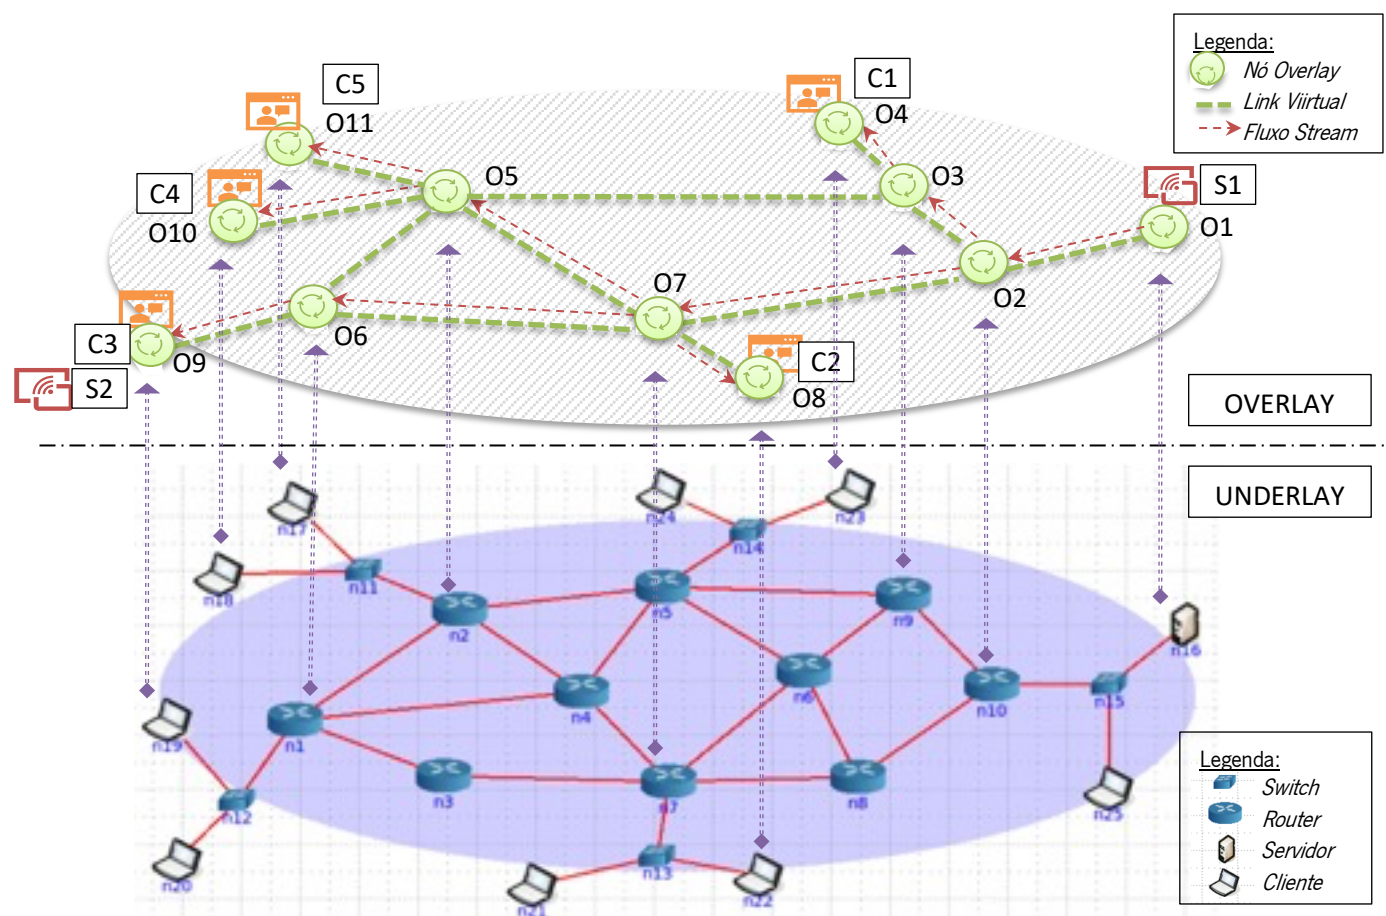 Legenda:
Nó Overlay
Link Viirtual
Fluxo Stream
C5
O11
C1
O4
C4
O10
O5
O3
S1
O1
O7
O2
C3
O9
O6
C2
O8
S2
OVERLAY
UNDERLAY
n17
n24
n23
n14
n18
n11
n2
n5
n9
n16
n19
n1
n4
n6
n10
n15
n12
n3
n7
n8
n25
n20
n13
n21
n22
Legenda:
Switch
Router
Servidor
Cliente